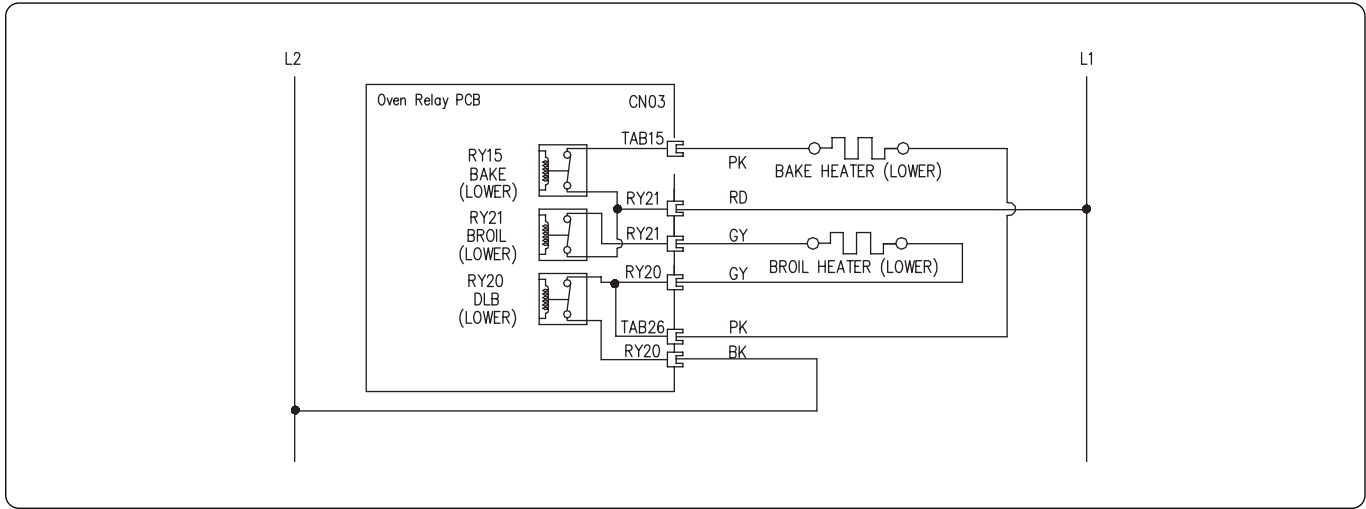 L2
L1
Oven Relay PCB
CN03
TAB15
RY15
BAKE
(LOWER)
PK
BAKE HEATER (LOWER)
RY21
RD
RY21
BROIL
(LOWER)
RY21
GY
BROIL HEATER (LOWER)
RY20
GY
RY20
DLB
(LOWER)
TAB26
PK
RY20
BK